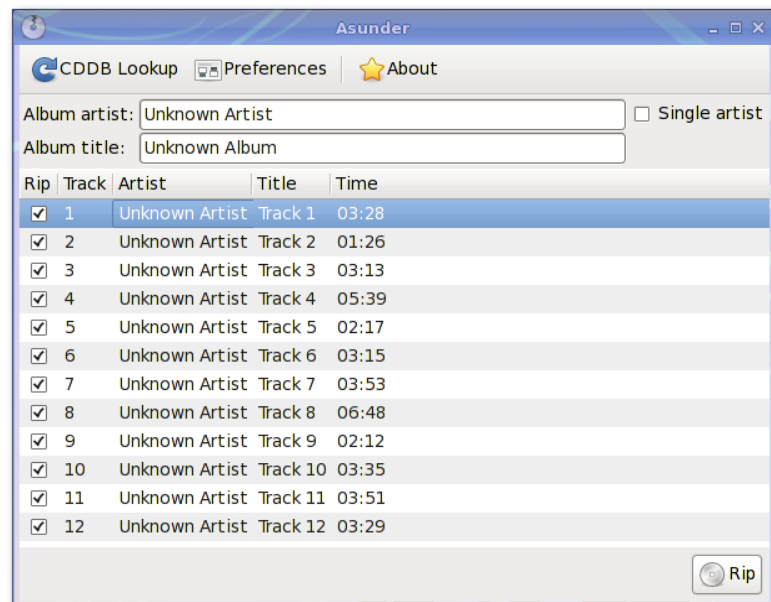 Asunder
CDDB Lookup Preferences About
Album artist: Unknown Artist Single artist
Album title: Unknown Album
Rip Track Artist Title Time
1 Unknown Artist Track 1 03:28
2 Unknown Artist Track 2 01:26
3 Unknown Artist Track 3 03:13
4 Unknown Artist Track 4 05:39
5 Unknown Artist Track 5 02:17
6 Unknown Artist Track 6 03:15
7 Unknown Artist Track 7 03:53
8 Unknown Artist Track 8 06:48
9 Unknown Artist Track 9 02:12
10 Unknown Artist Track 10 03:35
11 Unknown Artist Track 11 03:51
12 Unknown Artist Track 12 03:29
Rip